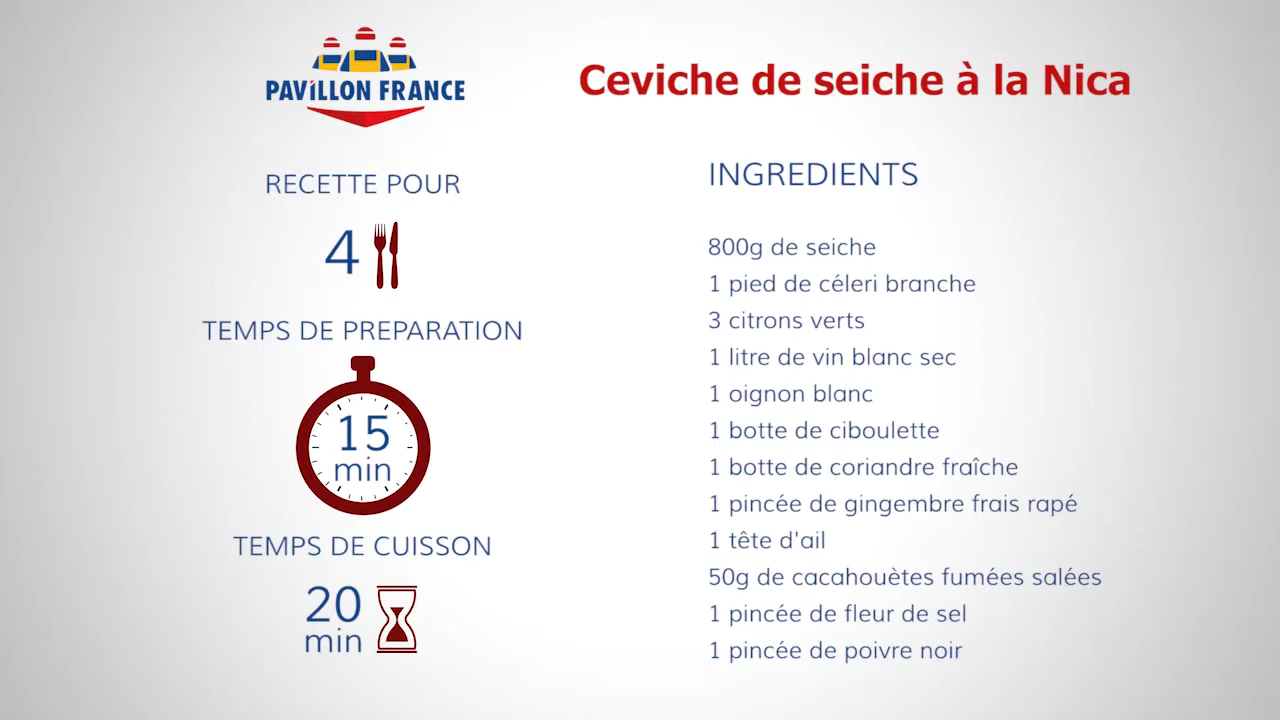 PAVILLON FRANCE
Ceviche de seiche à la Nica
RECETTE POUR
4
TEMPS DE PREPARATION
15
min
TEMPS DE CUISSON
20
min
INGREDIENTS
800g de seiche
1 pied de céleri branche
3 citrons verts
1 litre de vin blanc sec
1 oignon blanc
1 botte de ciboulette
1 botte de coriandre fraîche
1 pincée de gingembre frais rapé
1 tête d'ail
50g de cacahouètes fumées salées
1 pincée de fleur de sel
1 pincée de poivre noir